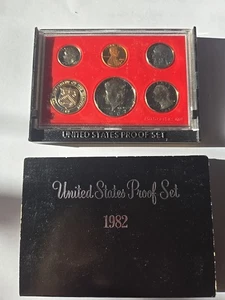 UNITED STATES PROOF SET
United States Proof Set
1982